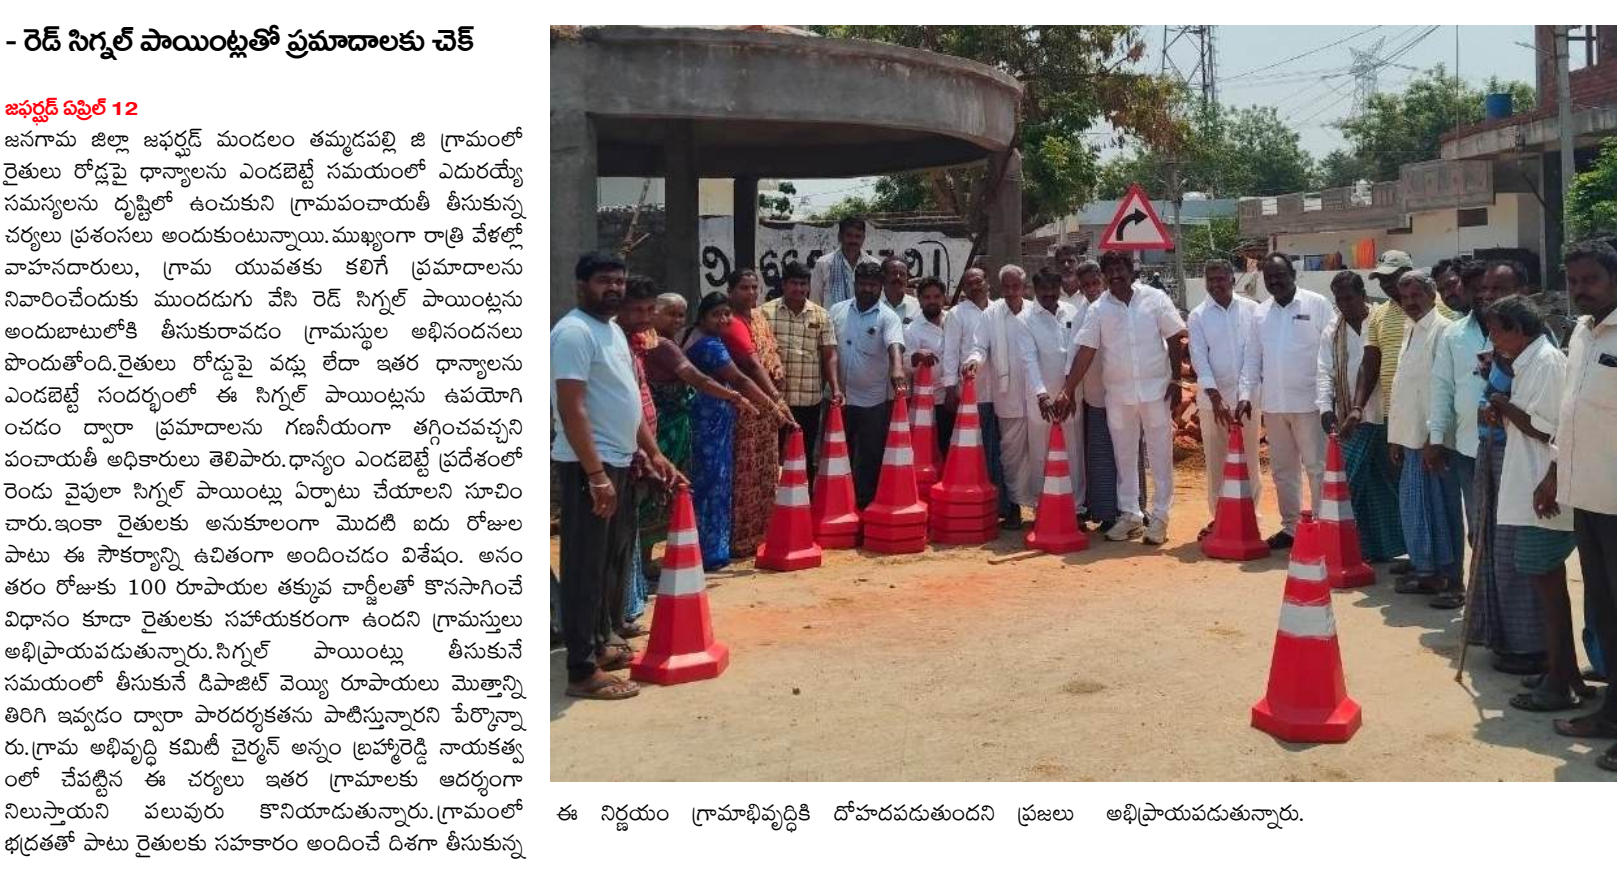 - రెడ్ సిగ్నల్ పాయింట్లతో ప్రమాదాలకు చెక్
జఫర్ఘడ్ ఏప్రిల్ 12
జనగామ జిల్లా జఫర్ఘడ్ మండలం తమ్మడపల్లి జి గ్రామంలో
రైతులు రోడ్లపై ధాన్యాలను ఎండబెట్టే సమయంలో ఎదురయ్యే
సమస్యలను దృష్టిలో ఉంచుకుని గ్రామపంచాయతీ తీసుకున్న
చర్యలు ప్రశంసలు అందుకుంటున్నాయి.ముఖ్యంగా రాత్రి వేళల్లో
వాహనదారులు, గ్రామ యువతకు కలిగే ప్రమాదాలను
నివారించేందుకు ముందడుగు వేసి రెడ్ సిగ్నల్ పాయింట్లను
అందుబాటులోకి తీసుకురావడం గ్రామస్థుల అభినందనలు
పొందుతోంది.రైతులు రోడ్డుపై వడ్లు లేదా ఇతర ధాన్యాలను
ఎండబెట్టే సందర్భంలో ఈ సిగ్నల్ పాయింట్లను ఉపయోగి
ంచడం ద్వారా ప్రమాదాలను గణనీయంగా తగ్గించవచ్చని
పంచాయతీ అధికారులు తెలిపారు.ధాన్యం ఎండబెట్టే ప్రదేశంలో
రెండు వైపులా సిగ్నల్ పాయింట్లు ఏర్పాటు చేయాలని సూచిం
చారు.ఇంకా రైతులకు అనుకూలంగా మొదటి ఐదు రోజుల
పాటు ఈ సౌకర్యాన్ని ఉచితంగా అందించడం విశేషం. అనం
తరం రోజుకు 100 రూపాయల తక్కువ చార్జీలతో కొనసాగించే
విధానం కూడా రైతులకు సహాయకరంగా ఉందని గ్రామస్తులు
అభిప్రాయపడుతున్నారు.సిగ్నల్ పాయింట్లు తీసుకునే
సమయంలో తీసుకునే డిపాజిట్ వెయ్యి రూపాయలు మొత్తాన్ని
తిరిగి ఇవ్వడం ద్వారా పారదర్శకతను పాటిస్తున్నారని పేర్కొన్నా
రు.గ్రామ అభివృద్ధి కమిటీ చైర్మన్ అన్నం బ్రహ్మారెడ్డి నాయకత్వ
ంలో చేపట్టిన ఈ చర్యలు ఇతర గ్రామాలకు ఆదర్శంగా
నిలుస్తాయని పలువురు కొనియాడుతున్నారు.గ్రామంలో
భద్రతతో పాటు రైతులకు సహకారం అందించే దిశగా తీసుకున్న
ఈ నిర్ణయం గ్రామాభివృద్ధికి దోహదపడుతుందని ప్రజలు అభిప్రాయపడుతున్నారు.